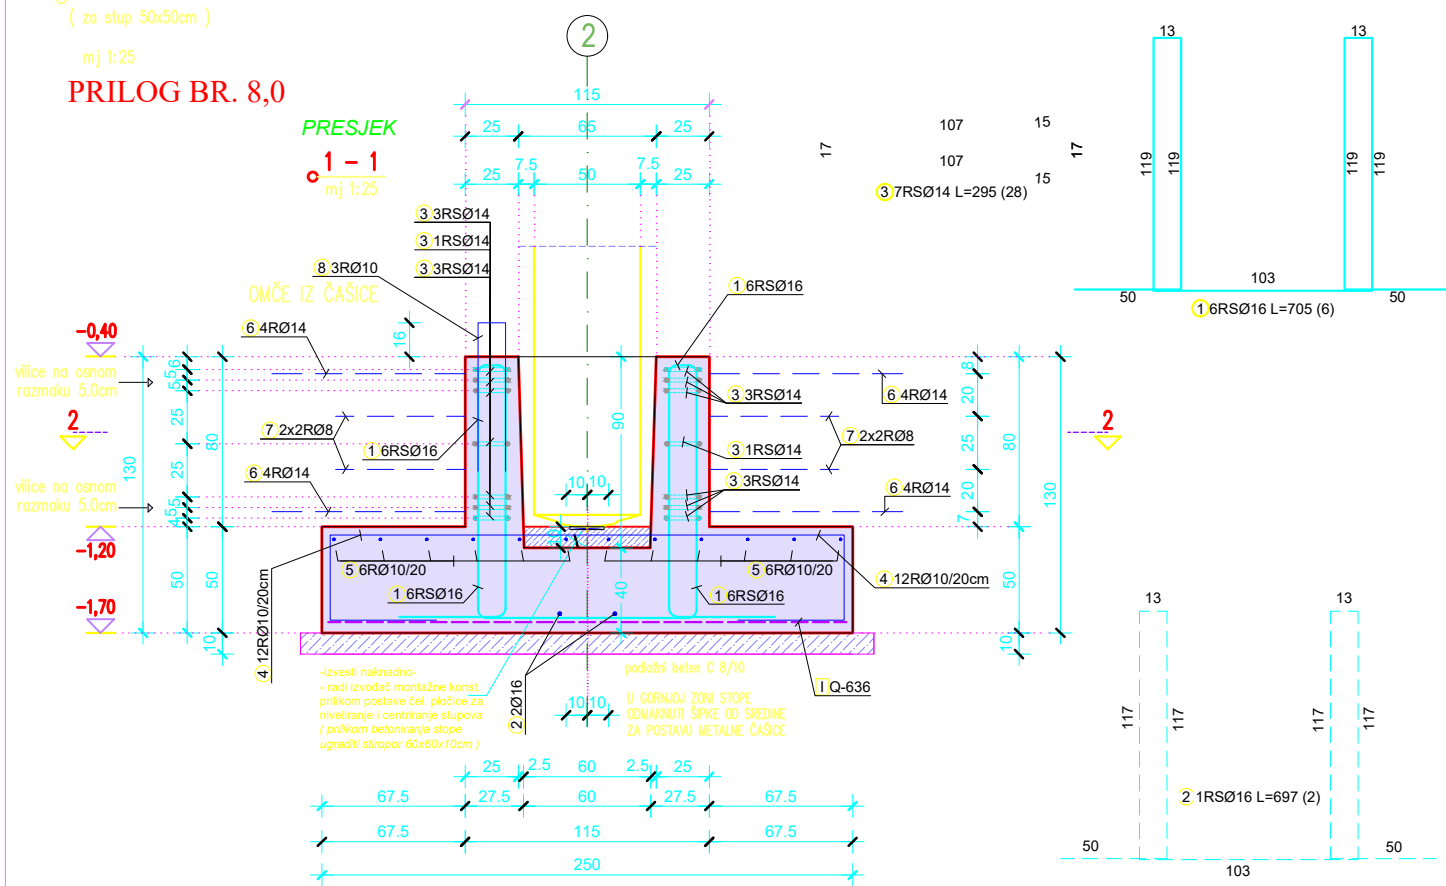 ( za stup 50x50cm )
mj 1:25
PRILOG BR. 8,0
PRESJEK
1 - 1
mj 1:25
2
115
25 65 25
7.5 7.5
25 50 25
3 3RSØ14
3 1RSØ14
3 3RSØ14
8 3RØ10
OMČE IZ ČAŠICE
1 6RSØ16
16
6 4RØ14
-0,40
vilice na osnom
razmaku 5.0cm
2
7 2x2RØ8
1 6RSØ16
6 4RØ14
vilice na osnom
razmaku 5.0cm
-1,20
-1,70
130
25
25
50
80
50
10
90
10 10
40
3 3RSØ14
3 1RSØ14
3 3RSØ14
6 4RØ14
7 2x2RØ8
6 4RØ14
8
20
25
20
7
80
50
10
130
2
5 6RØ10/20
5 6RØ10/20
4 12RØ10/20cm
1 6RSØ16
1 6RSØ16
4 12RØ10/20cm
2 2Ø16
I Q-636
-izvesti naknadno-
- radi izvođač montažne konst.
prilikom postave čel. pločice za
niveliranje i centriranje stupova
( prilikom betoniranja stope
ugraditi stiropor 60x60x10cm )
podložni beton C 8/10
10 10
U GORNJOJ ZONI STOPE
ODMAKNUTI ŠIPKE OD SREDINE
ZA POSTAVU METALNE ČAŠICE
25 2.5 60 2.5 25
67.5 27.5 60 27.5 67.5
67.5 115 67.5
250
17
107
15
17
107
15
3 7RSØ14 L=295 (28)
13 13
119 119 119 119
103
50 50
1 6RSØ16 L=705 (6)
13 13
117 117 117 117
2 1RSØ16 L=697 (2)
50 50
103